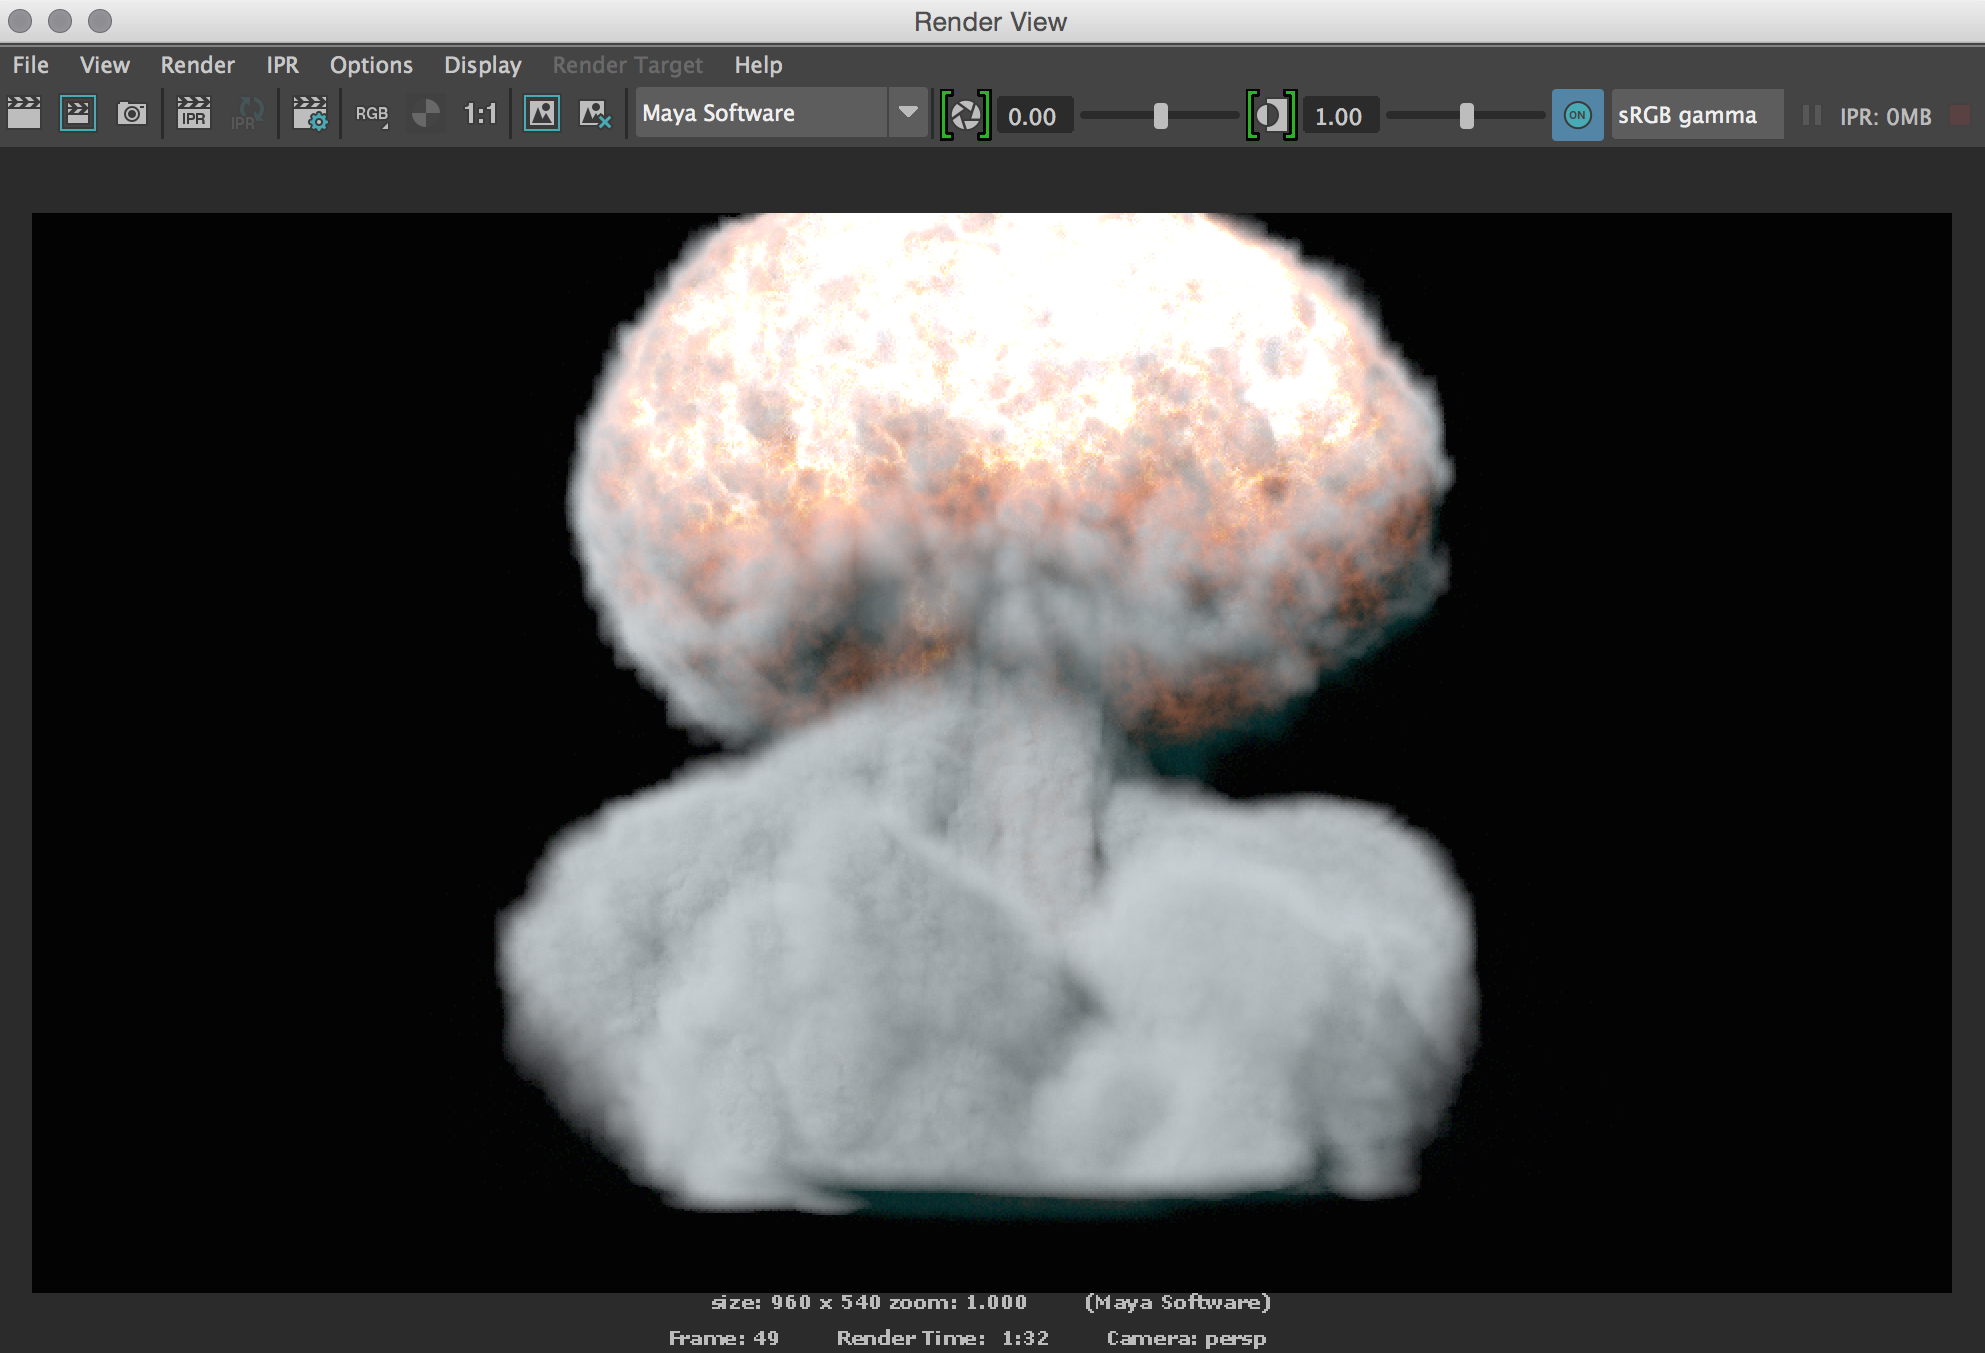 Render View
File View Render IPR Options Display Render Target Help
IPR IPR RGB 1:1 Maya Software 0.00 1.00 ON sRGB gamma IPR: 0MB
size: 960 x 540 zoom: 1.000 (Maya Software)
Frame: 49 Render Time: 1:32 Camera: persp